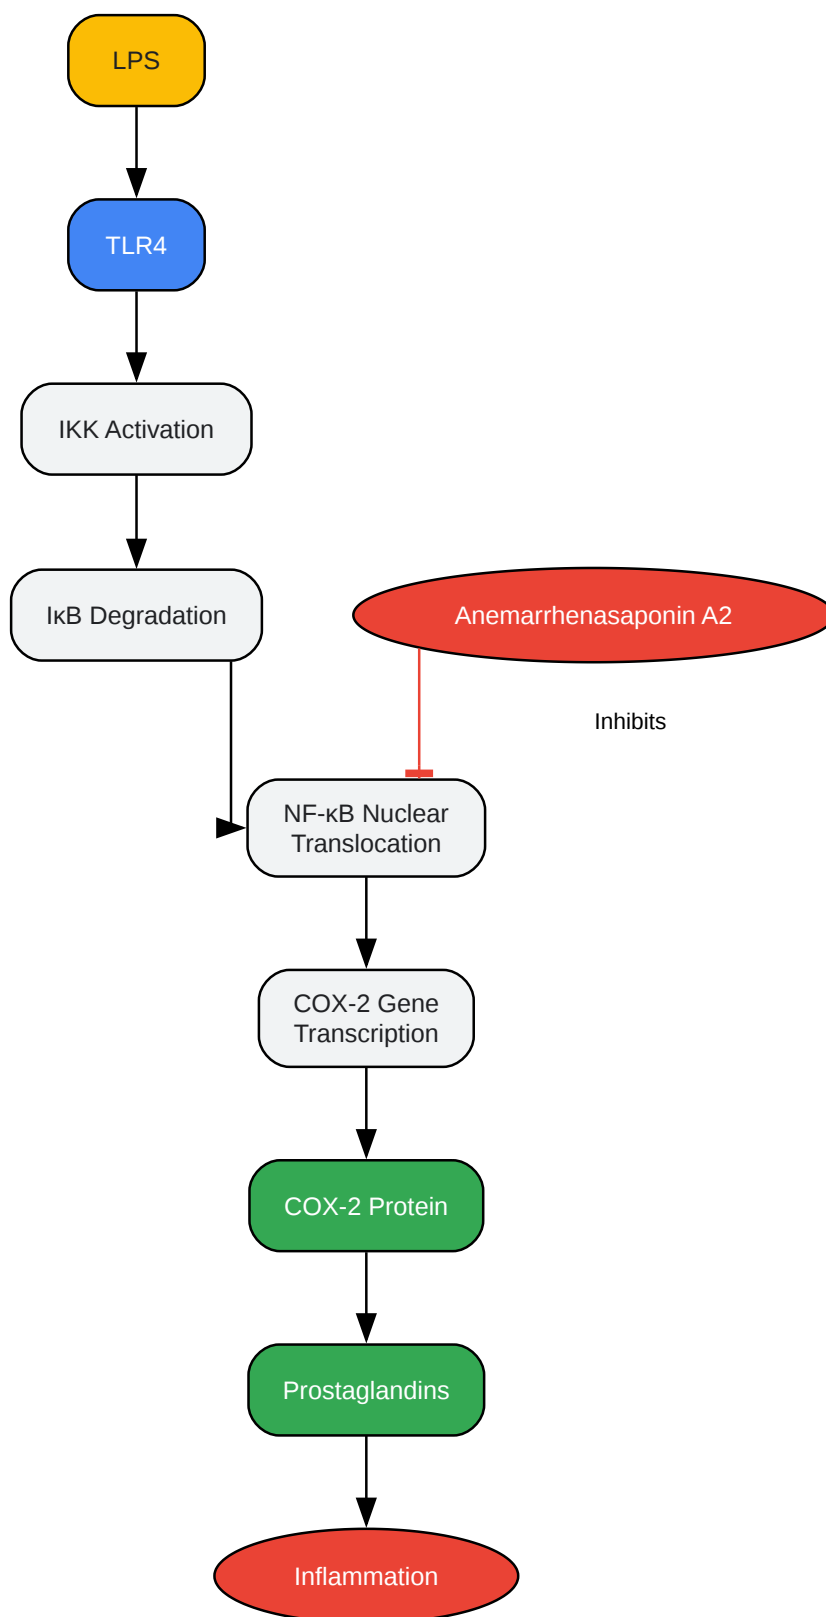 LPS
TLR4
IKK Activation
IκB Degradation
Anemarrhenasaponin A2
Inhibits
NF-κB Nuclear
Translocation
COX-2 Gene
Transcription
COX-2 Protein
Prostaglandins
Inflammation